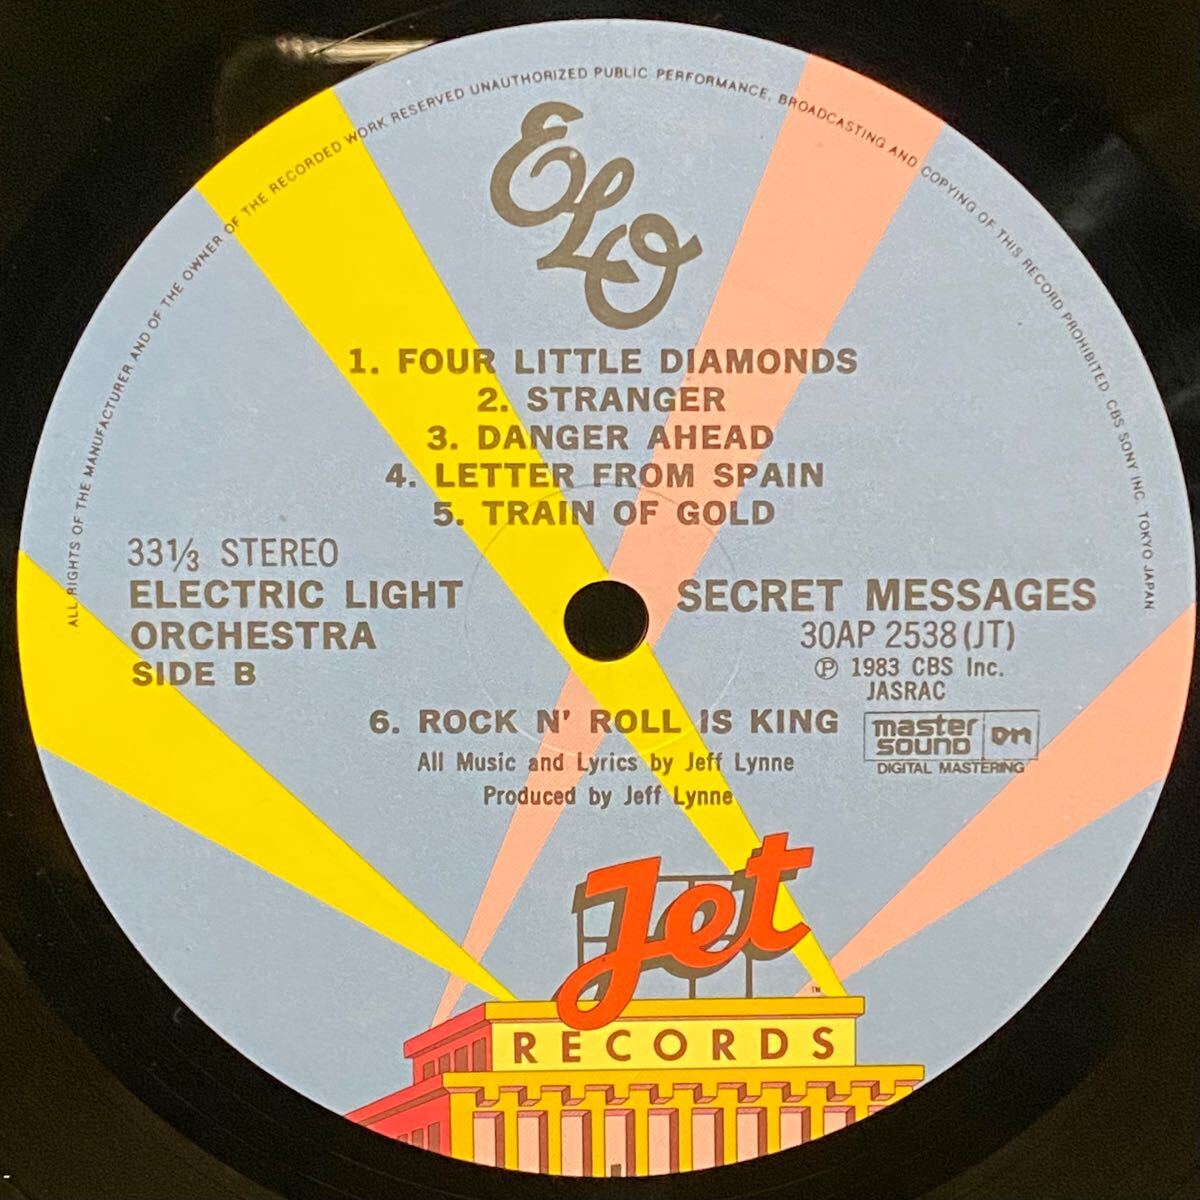 ALL RIGHTS OF THE MANUFACTURER AND OF THE OWNER OF THE RECORDED WORK RESERVED UNAUTHORIZED PUBLIC PERFORMANCE, BROADCASTING AND COPYING OF THIS RECORD PROHIBITED CBS SONY INC. TOKYO JAPAN
ELO
1. FOUR LITTLE DIAMONDS
2. STRANGER
3. DANGER AHEAD
4. LETTER FROM SPAIN
5. TRAIN OF GOLD
33⅓ STEREO
ELECTRIC LIGHT
ORCHESTRA
SIDE B
SECRET MESSAGES
30AP 2538(JT)
℗ 1983 CBS Inc.
JASRAC
6. ROCK N' ROLL IS KING
All Music and Lyrics by Jeff Lynne
Produced by Jeff Lynne
master
sound
DM
DIGITAL MASTERING
Jet
TM
RECORDS